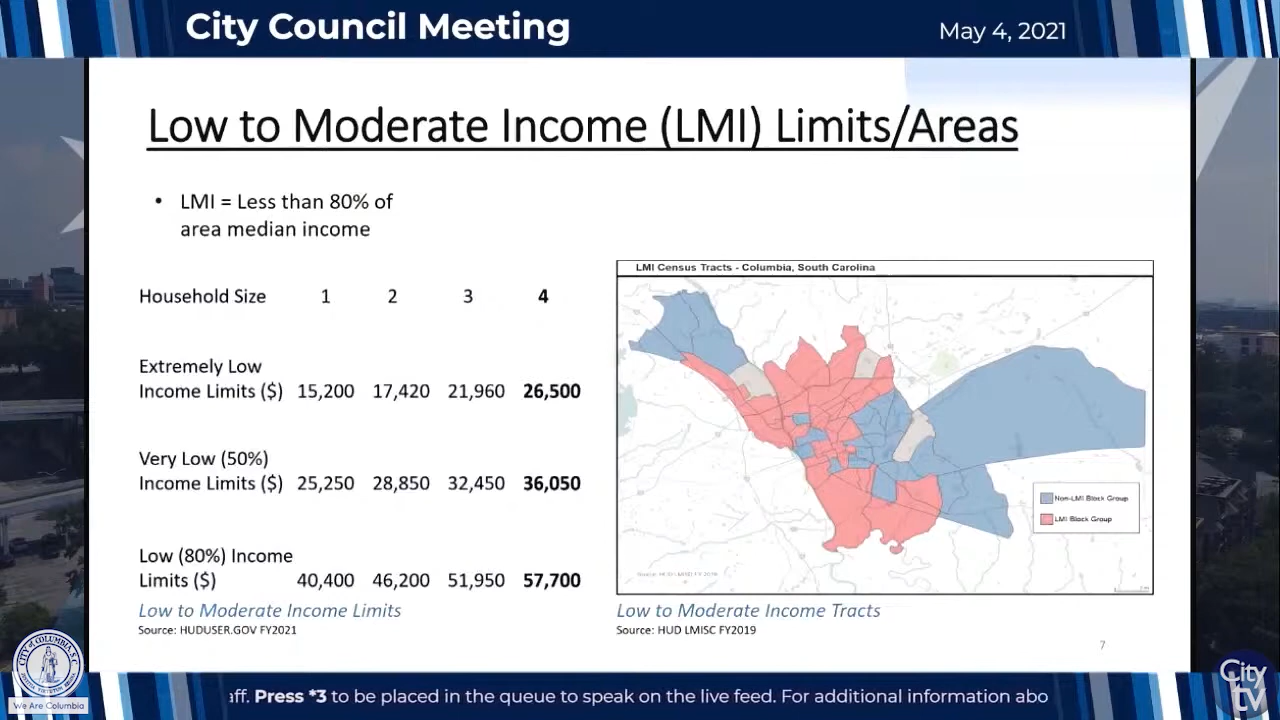 City Council Meeting
May 4, 2021
Low to Moderate Income (LMI) Limits/Areas
• LMI = Less than 80% of
area median income
Household Size 1 2 3 4
Extremely Low
Income Limits ($) 15,200 17,420 21,960 26,500
Very Low (50%)
Income Limits ($) 25,250 28,850 32,450 36,050
Low (80%) Income
Limits ($) 40,400 46,200 51,950 57,700
Low to Moderate Income Limits
Source: HUDUSER.GOV FY2021
LMI Census Tracts - Columbia, South Carolina
Non-LMI Block Group
LMI Block Group
Low to Moderate Income Tracts
Source: HUD LMISC FY2019
7
CITY OF COLUMBIA, S.C.
We Are Columbia
aff. Press *3 to be placed in the queue to speak on the live feed. For additional information abo
City
tv